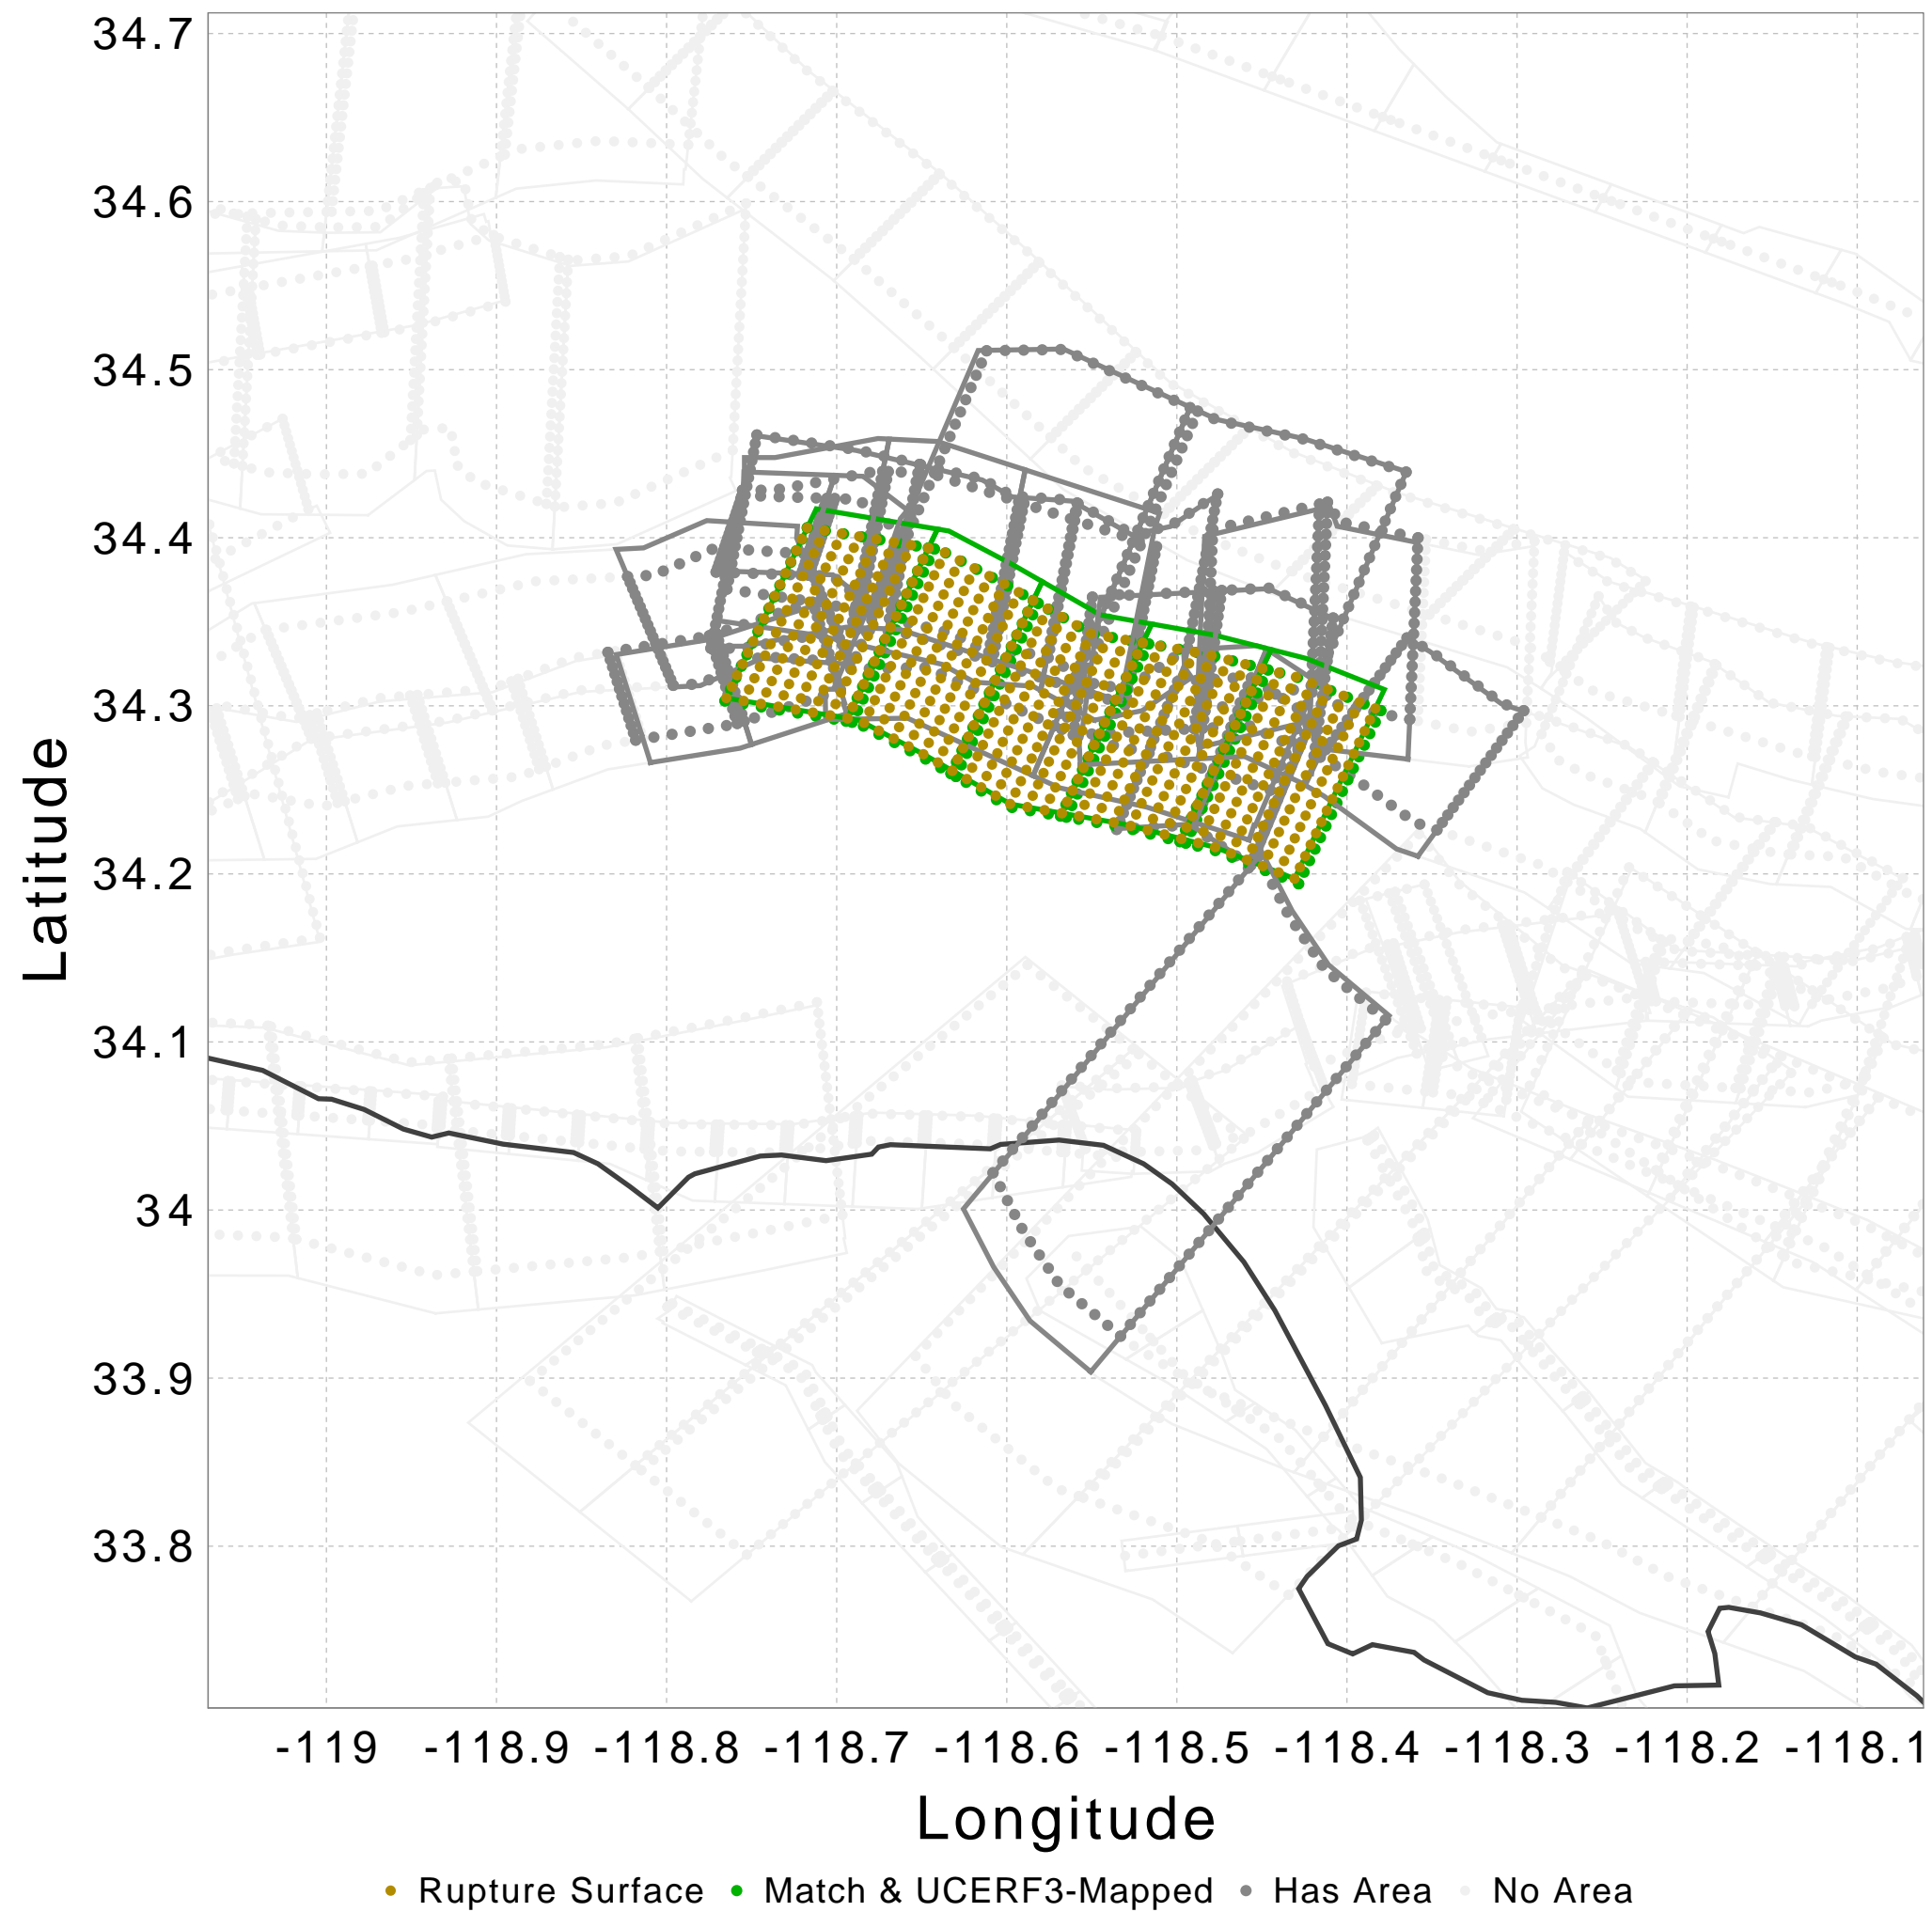 34.7
34.6
34.5
34.4
34.3
34.2
34.1
34
33.9
33.8
Latitude
-119 -118.9 -118.8 -118.7 -118.6 -118.5 -118.4 -118.3 -118.2 -118.1
Longitude
Rupture Surface Match & UCERF3-Mapped Has Area No Area